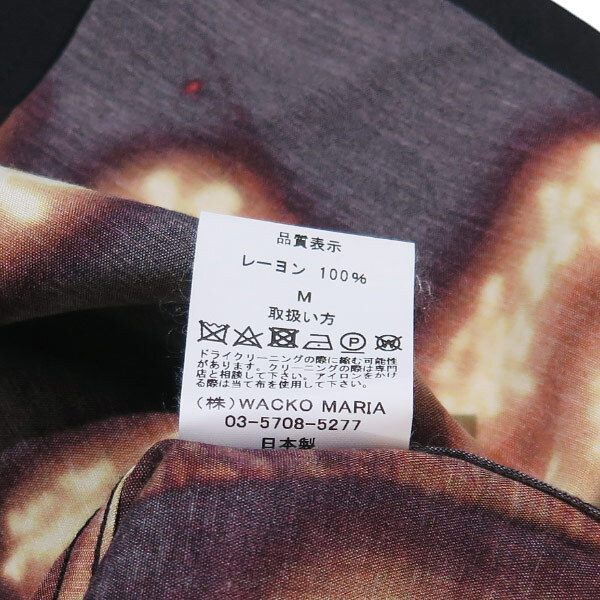 品質表示
レーヨン 100%
M
取扱い方
ドライクリーニングの際に縮む可能性
があります。クリーニングの際は専門
店と相談して下さい。アイロンをかけ
る際は当て布を使用して下さい。
(株)WACKO MARIA
03-5708-5277
日本製